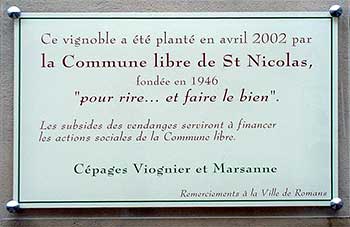 Ce vignoble a été planté en avril 2002 par
la Commune libre de St Nicolas,
fondée en 1946
"pour rire... et faire le bien".
Les subsides des vendanges serviront à financer
les actions sociales de la Commune libre.
Cépages Viognier et Marsanne
Remerciements à la Ville de Romans